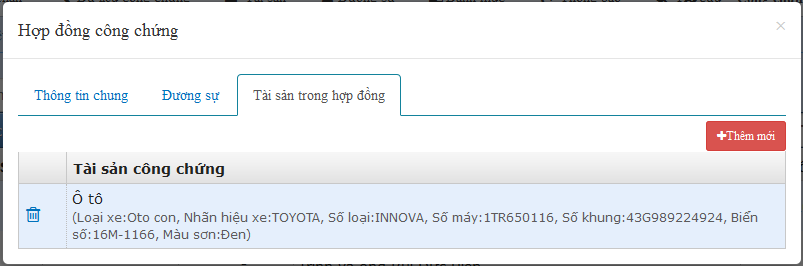 Hợp đồng công chứng
×
Thông tin chung
Đương sự
Tài sản trong hợp đồng
Thêm mới
Tài sản công chứng
Ô tô
(Loại xe:Oto con, Nhãn hiệu xe:TOYOTA, Số loại:INNOVA, Số máy:1TR650116, Số khung:43G989224924, Biển
số:16M-1166, Màu sơn:Đen)